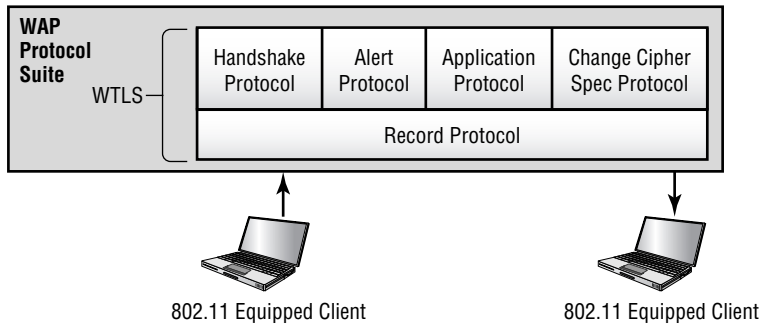 WAP
Protocol
Suite
WTLS
Handshake
Protocol
Alert
Protocol
Application
Protocol
Change Cipher
Spec Protocol
Record Protocol
802.11 Equipped Client
802.11 Equipped Client